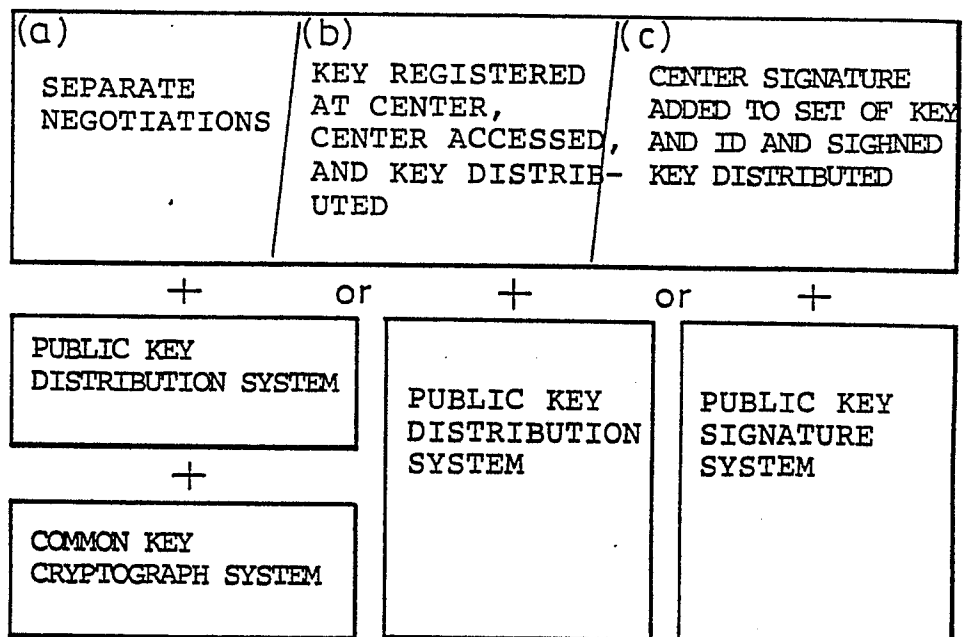 (a)
SEPARATE
NEGOTIATIONS
(b)
KEY REGISTERED
AT CENTER,
CENTER ACCESSED,
AND KEY DISTRIB-
UTED
(c)
CENTER SIGNATURE
ADDED TO SET OF KEY
AND ID AND SIGHNED
KEY DISTRIBUTED
+ or + or +
PUBLIC KEY
DISTRIBUTION SYSTEM
+
COMMON KEY
CRYPTOGRAPH SYSTEM
PUBLIC KEY
DISTRIBUTION
SYSTEM
PUBLIC KEY
SIGNATURE
SYSTEM